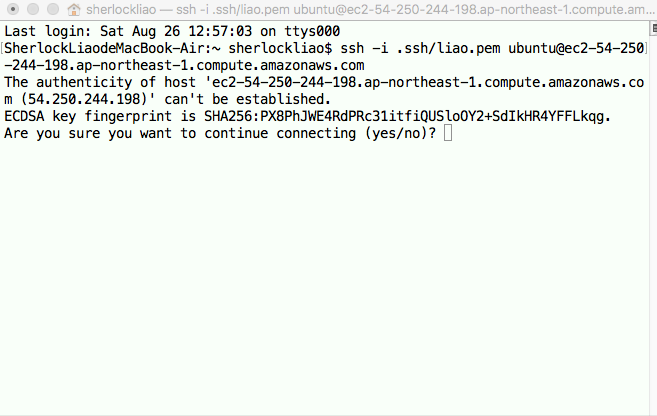 sherlockliao — ssh -i .ssh/liao.pem ubuntu@ec2-54-250-244-198.ap-northeast-1.compute.am...
Last login: Sat Aug 26 12:57:03 on ttys000
[SherlockLiaodeMacBook-Air:~ sherlockliao$ ssh -i .ssh/liao.pem ubuntu@ec2-54-250]
-244-198.ap-northeast-1.compute.amazonaws.com
The authenticity of host 'ec2-54-250-244-198.ap-northeast-1.compute.amazonaws.co
m (54.250.244.198)' can't be established.
ECDSA key fingerprint is SHA256:PX8PhJWE4RdPRc31itfiQUSloOY2+SdIkHR4YFFLkqg.
Are you sure you want to continue connecting (yes/no)?